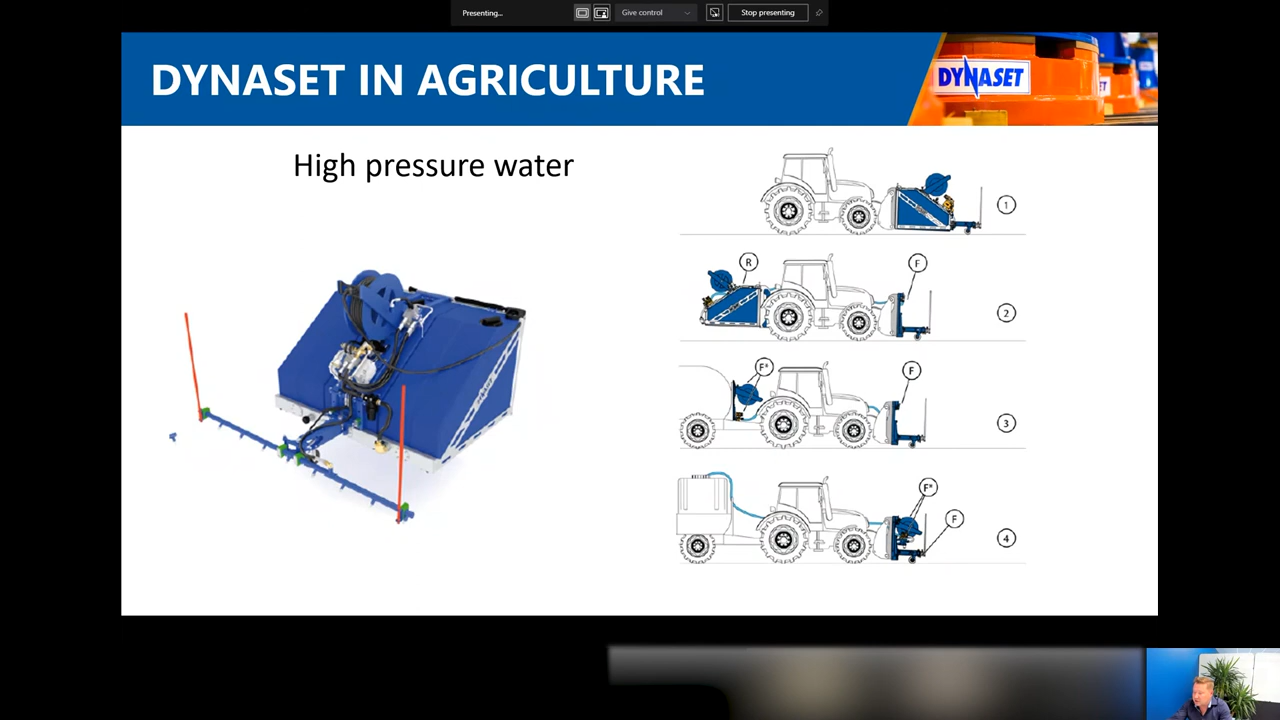 Presenting...
Give control
Stop presenting
DYNASET IN AGRICULTURE
DYNASET
High pressure water
1
R
F
2
F*
F
3
F*
F
4